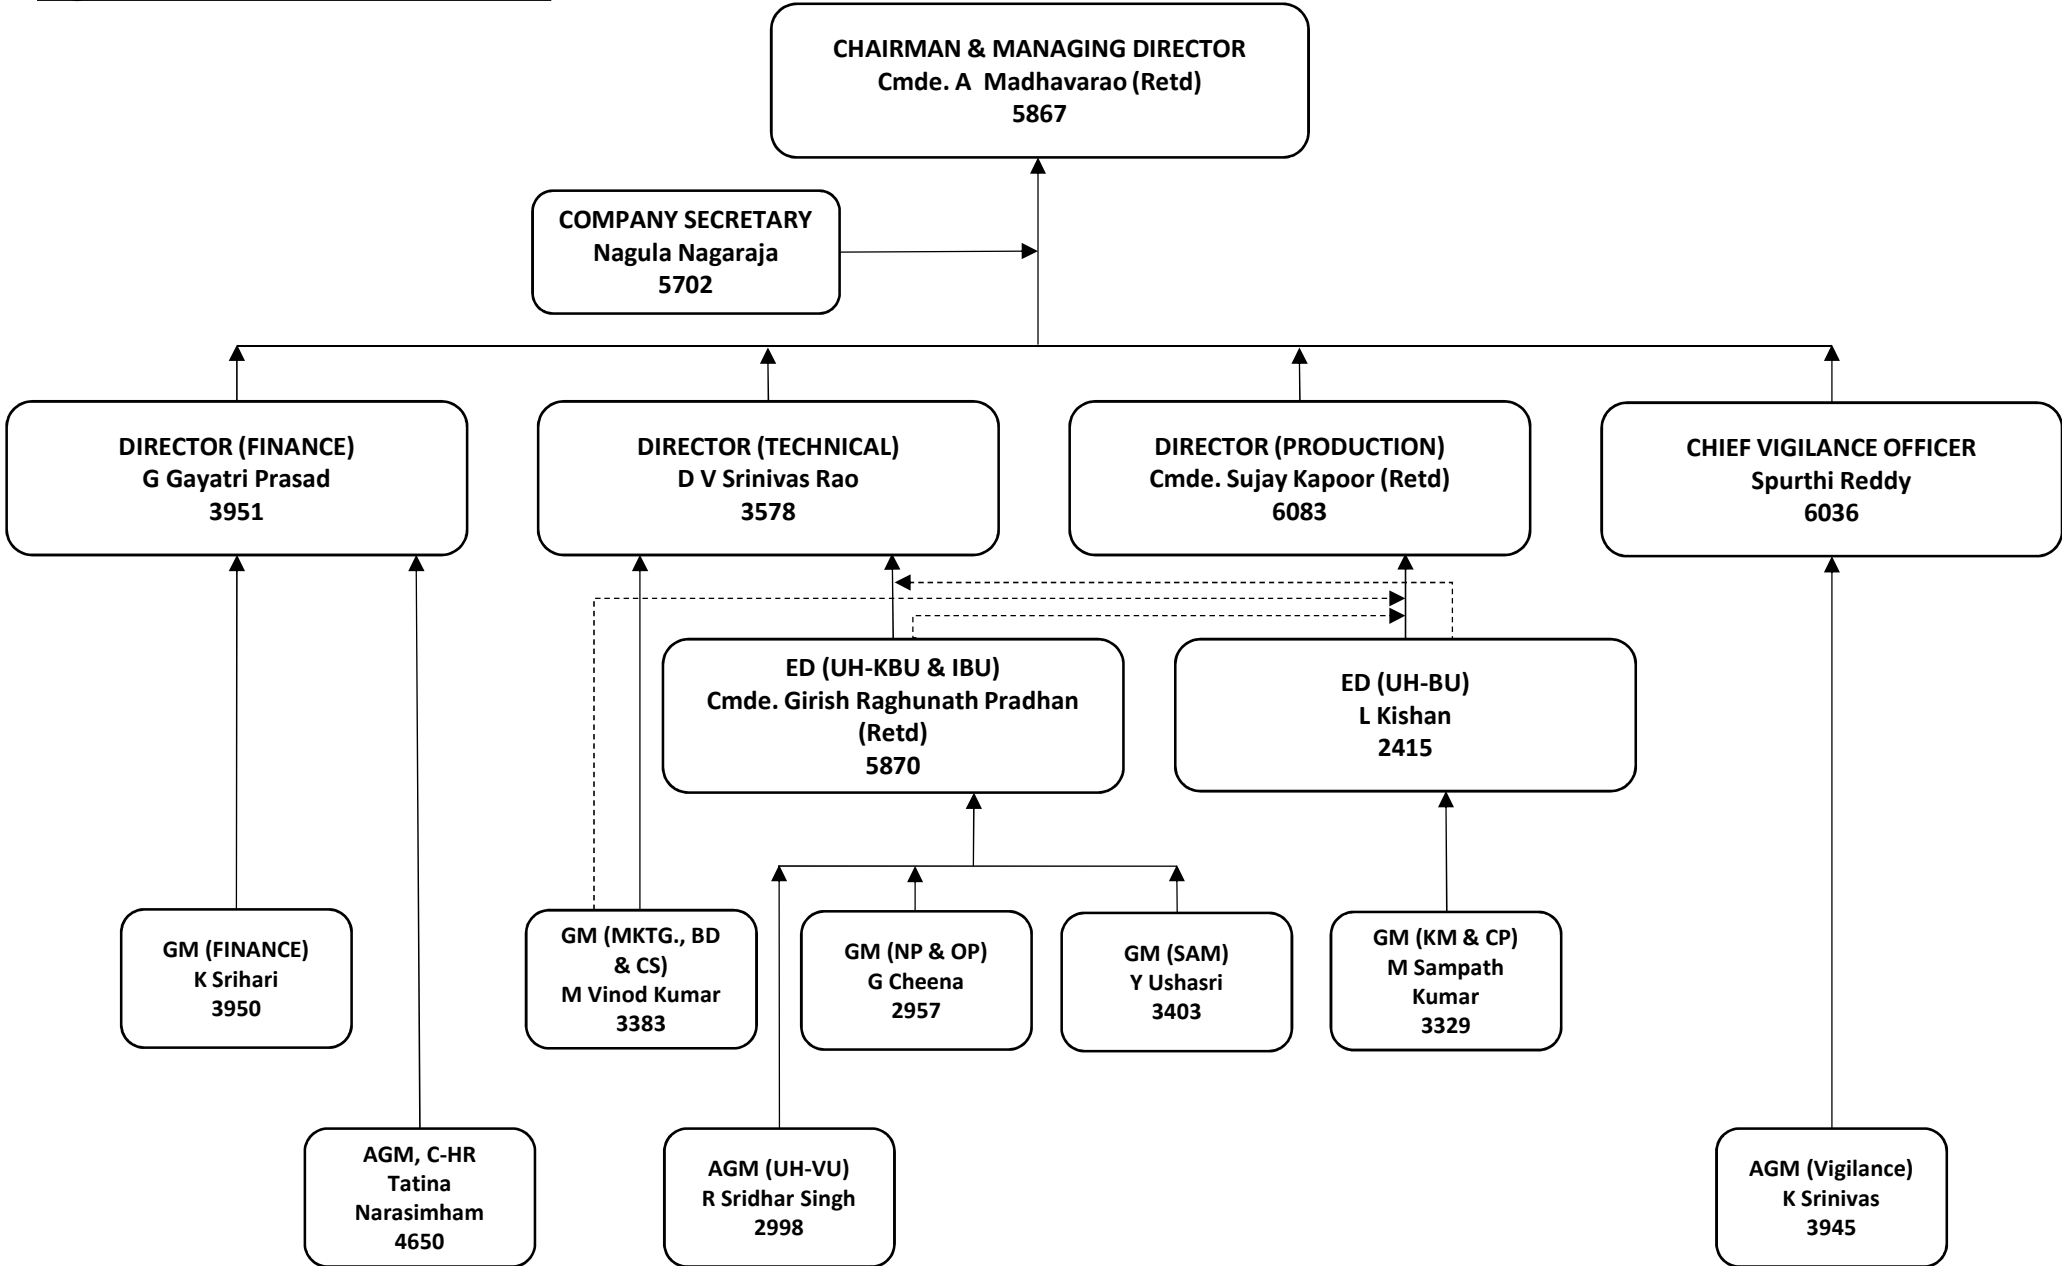 CHAIRMAN & MANAGING DIRECTOR
Cmde. A Madhavarao (Retd)
5867
COMPANY SECRETARY
Nagula Nagaraja
5702
DIRECTOR (FINANCE)
G Gayatri Prasad
3951
DIRECTOR (TECHNICAL)
D V Srinivas Rao
3578
DIRECTOR (PRODUCTION)
Cmde. Sujay Kapoor (Retd)
6083
CHIEF VIGILANCE OFFICER
Spurthi Reddy
6036
ED (UH-KBU & IBU)
Cmde. Girish Raghunath Pradhan
(Retd)
5870
ED (UH-BU)
L Kishan
2415
GM (FINANCE)
K Srihari
3950
GM (MKTG., BD
& CS)
M Vinod Kumar
3383
GM (NP & OP)
G Cheena
2957
GM (SAM)
Y Ushasri
3403
GM (KM & CP)
M Sampath
Kumar
3329
AGM, C-HR
Tatina
Narasimham
4650
AGM (UH-VU)
R Sridhar Singh
2998
AGM (Vigilance)
K Srinivas
3945